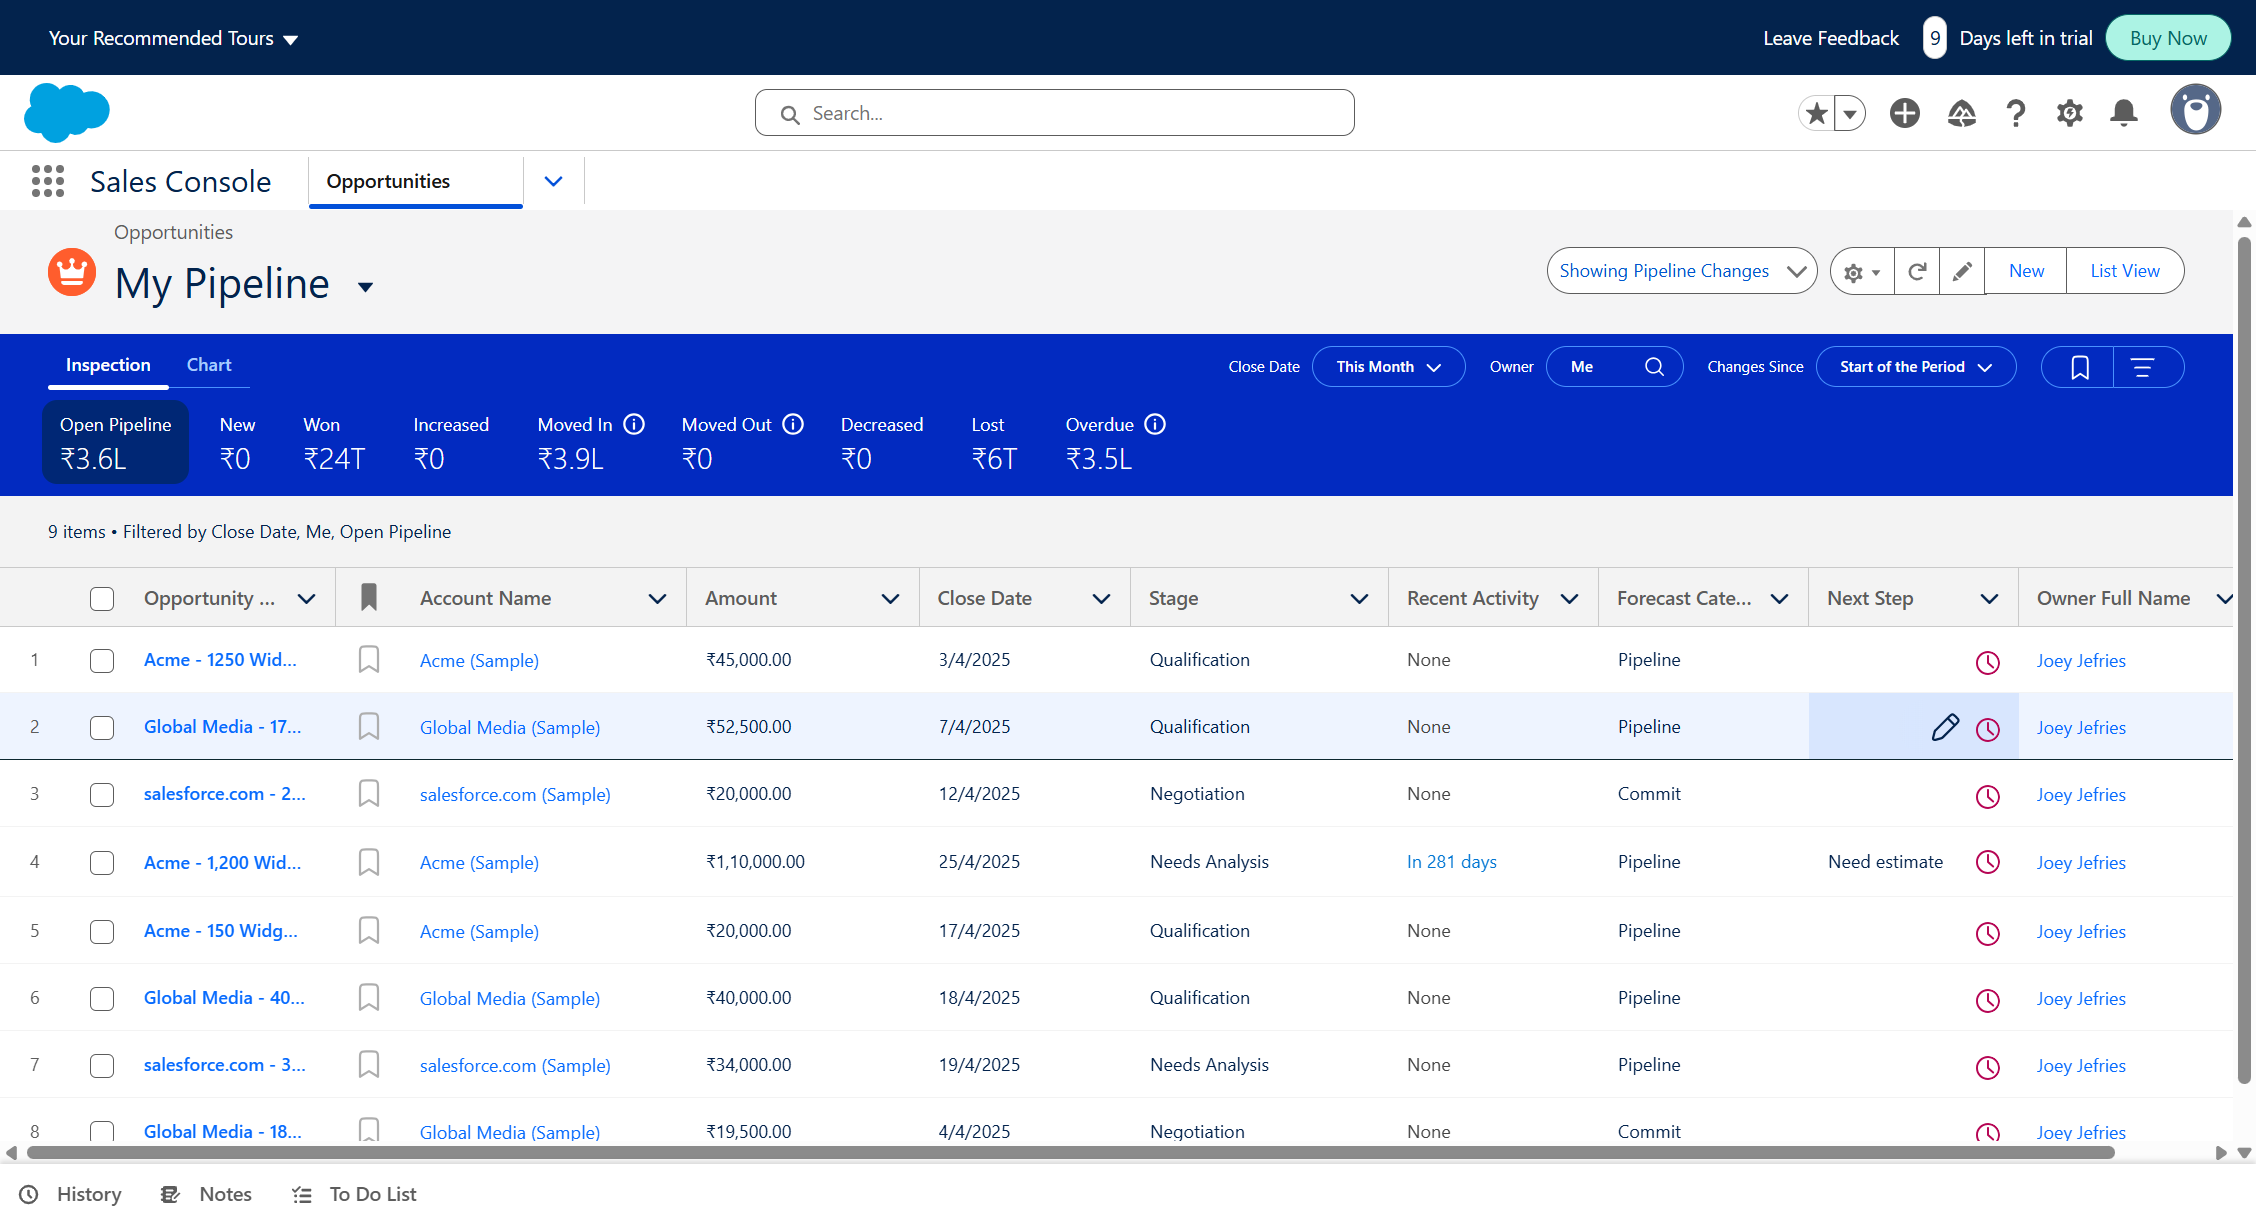 Your Recommended Tours
Leave Feedback 9 Days left in trial Buy Now
Search...
Sales Console Opportunities
Opportunities
My Pipeline
Showing Pipeline Changes New List View
Inspection Chart
Close Date This Month Owner Me Changes Since Start of the Period
Open Pipeline New Won Increased Moved In Moved Out Decreased Lost Overdue
₹3.6L ₹0 ₹24T ₹0 ₹3.9L ₹0 ₹0 ₹6T ₹3.5L
9 items • Filtered by Close Date, Me, Open Pipeline
Opportunity ... Account Name Amount Close Date Stage Recent Activity Forecast Cate... Next Step Owner Full Name
1 Acme - 1250 Wid... Acme (Sample) ₹45,000.00 3/4/2025 Qualification None Pipeline Joey Jefries
2 Global Media - 17... Global Media (Sample) ₹52,500.00 7/4/2025 Qualification None Pipeline Joey Jefries
3 salesforce.com - 2... salesforce.com (Sample) ₹20,000.00 12/4/2025 Negotiation None Commit Joey Jefries
4 Acme - 1,200 Wid... Acme (Sample) ₹1,10,000.00 25/4/2025 Needs Analysis In 281 days Pipeline Need estimate Joey Jefries
5 Acme - 150 Widg... Acme (Sample) ₹20,000.00 17/4/2025 Qualification None Pipeline Joey Jefries
6 Global Media - 40... Global Media (Sample) ₹40,000.00 18/4/2025 Qualification None Pipeline Joey Jefries
7 salesforce.com - 3... salesforce.com (Sample) ₹34,000.00 19/4/2025 Needs Analysis None Pipeline Joey Jefries
8 Global Media - 18... Global Media (Sample) ₹19,500.00 4/4/2025 Negotiation None Commit Joey Jefries
History Notes To Do List